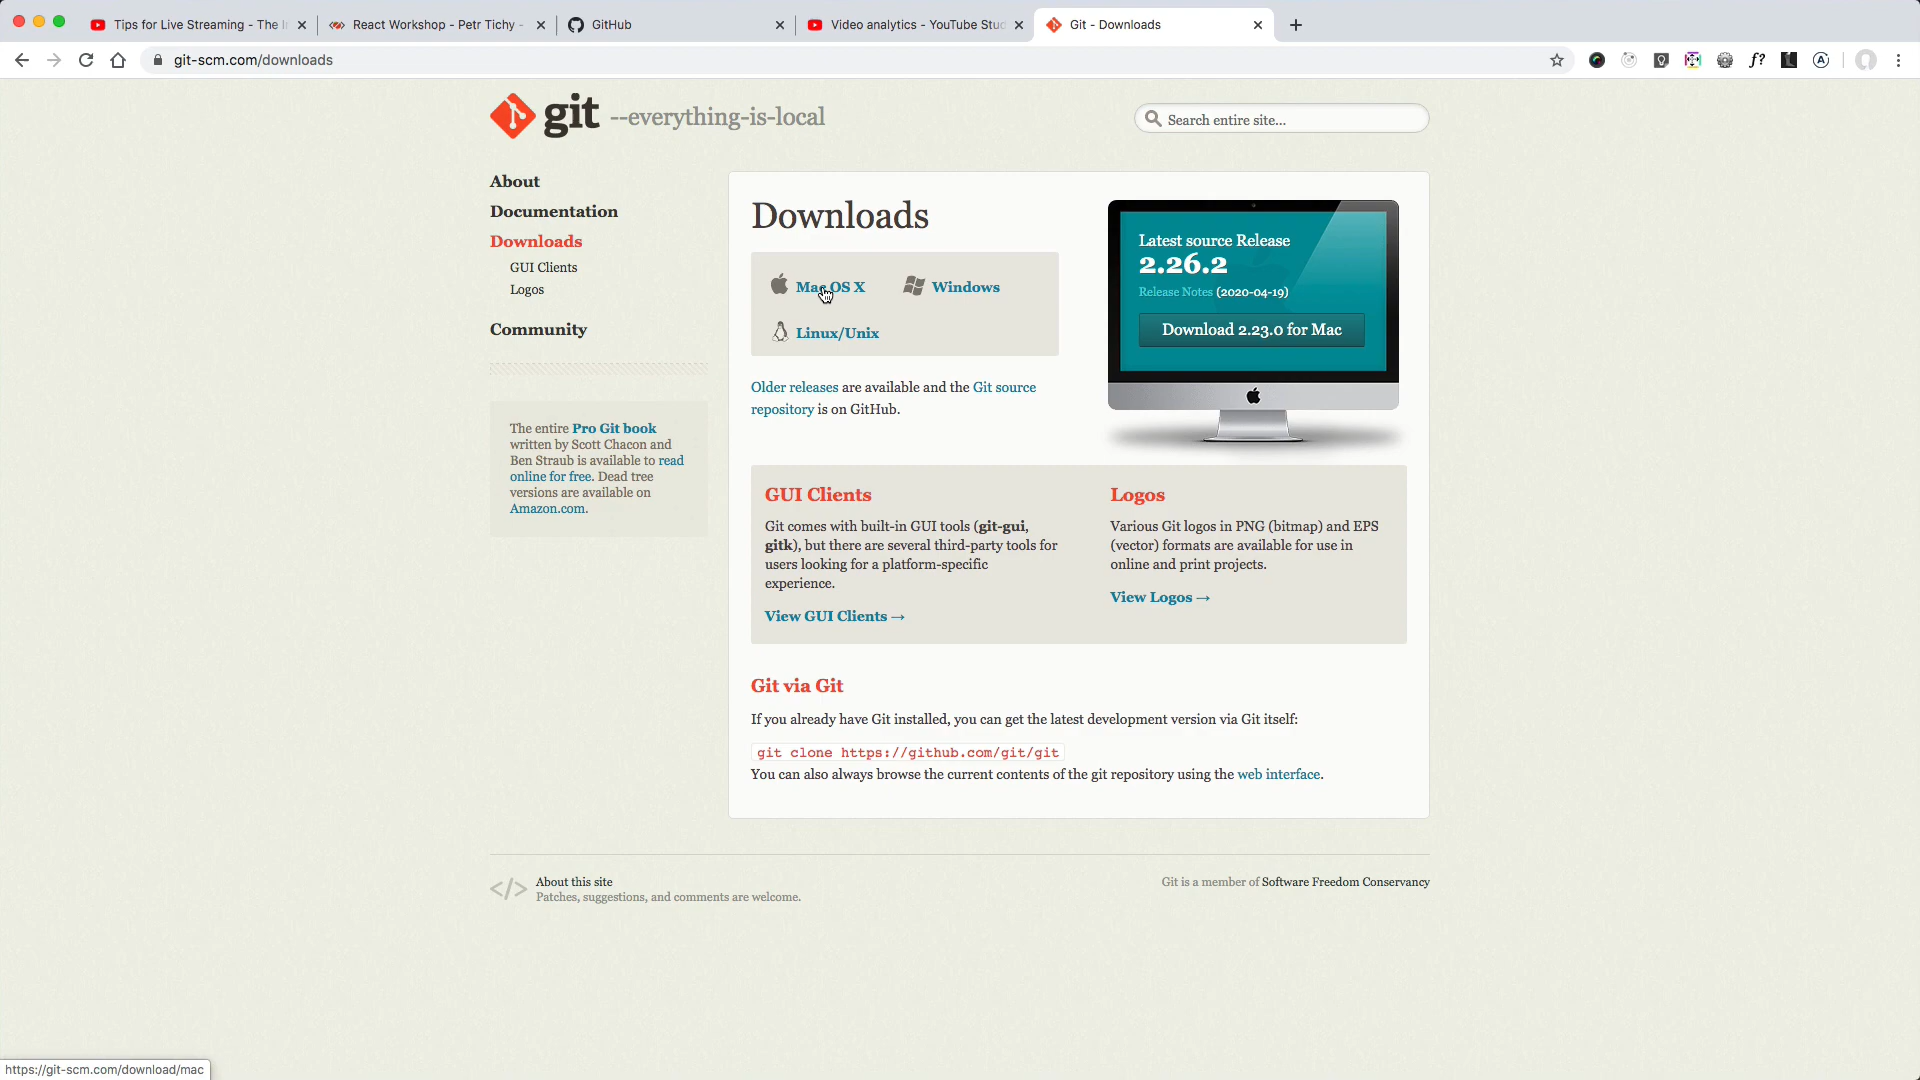 Tips for Live Streaming - The I
React Workshop - Petr Tichy -
GitHub
Video analytics - YouTube Stud
Git - Downloads
git-scm.com/downloads
f?
git --everything-is-local
Search entire site...
About
Documentation
Downloads
GUI Clients
Logos
Community
The entire Pro Git book
written by Scott Chacon and
Ben Straub is available to read
online for free. Dead tree
versions are available on
Amazon.com.
Downloads
Mac OS X
Windows
Linux/Unix
Older releases are available and the Git source
repository is on GitHub.
Latest source Release
2.26.2
Release Notes (2020-04-19)
Download 2.23.0 for Mac
GUI Clients
Git comes with built-in GUI tools (git-gui,
gitk), but there are several third-party tools for
users looking for a platform-specific
experience.
View GUI Clients →
Logos
Various Git logos in PNG (bitmap) and EPS
(vector) formats are available for use in
online and print projects.
View Logos →
Git via Git
If you already have Git installed, you can get the latest development version via Git itself:
git clone https://github.com/git/git
You can also always browse the current contents of the git repository using the web interface.
</> About this site
Patches, suggestions, and comments are welcome.
Git is a member of Software Freedom Conservancy
https://git-scm.com/download/mac